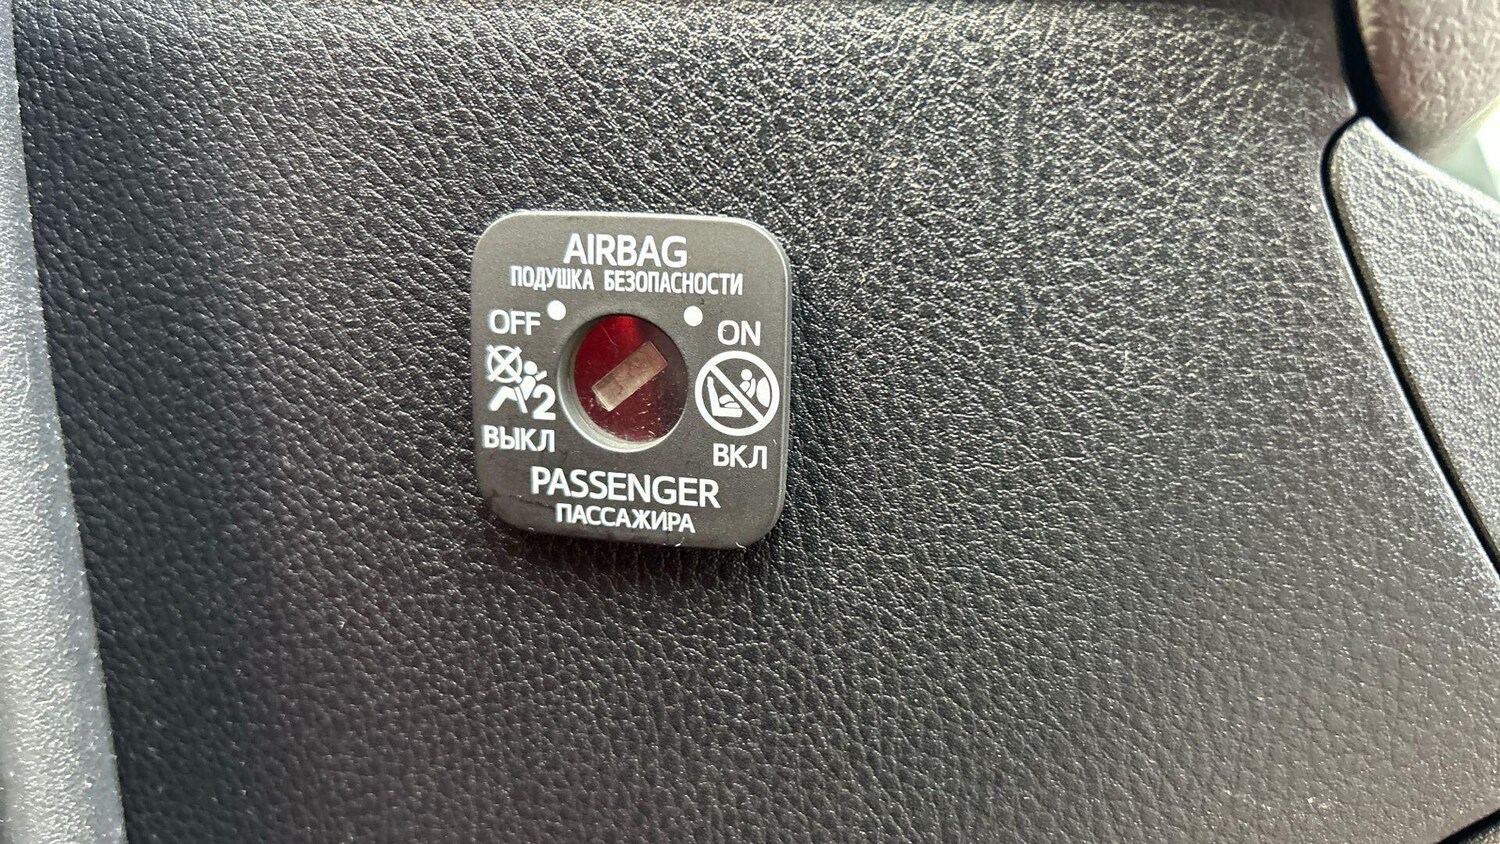 AIRBAG
ПОДУШКА БЕЗОПАСНОСТИ
OFF
ON
2
ВЫКЛ
ВКЛ
PASSENGER
ПАССАЖИРА